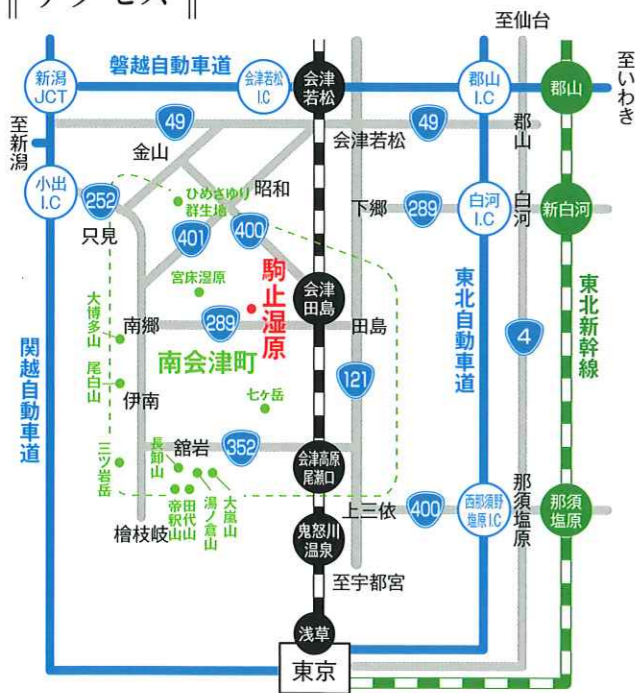 アクセス
至仙台
新潟
JCT
磐越自動車道
会津若松
I.C
会津
若松
郡山
I.C
郡山
至いわき
至新潟
49
会津若松
49
郡山
金山
小出
I.C
252
ひめさゆり
群生地
昭和
下郷
289
白河
I.C
白河
新白河
只見
401
400
宮床湿原
駒止湿原
会津
田島
東北自動車道
4
東北新幹線
大博多山
南郷
289
田島
関越自動車道
尾白山
南会津町
121
伊南
七ヶ岳
三ツ岩岳
長卸山
舘岩
352
会津高原
尾瀬口
帝釈山
田代山
湯ノ倉山
大嵐山
檜枝岐
上三依
400
西那須野
塩原I.C
那須塩原
那須
塩原
鬼怒川
温泉
至宇都宮
浅草
東京